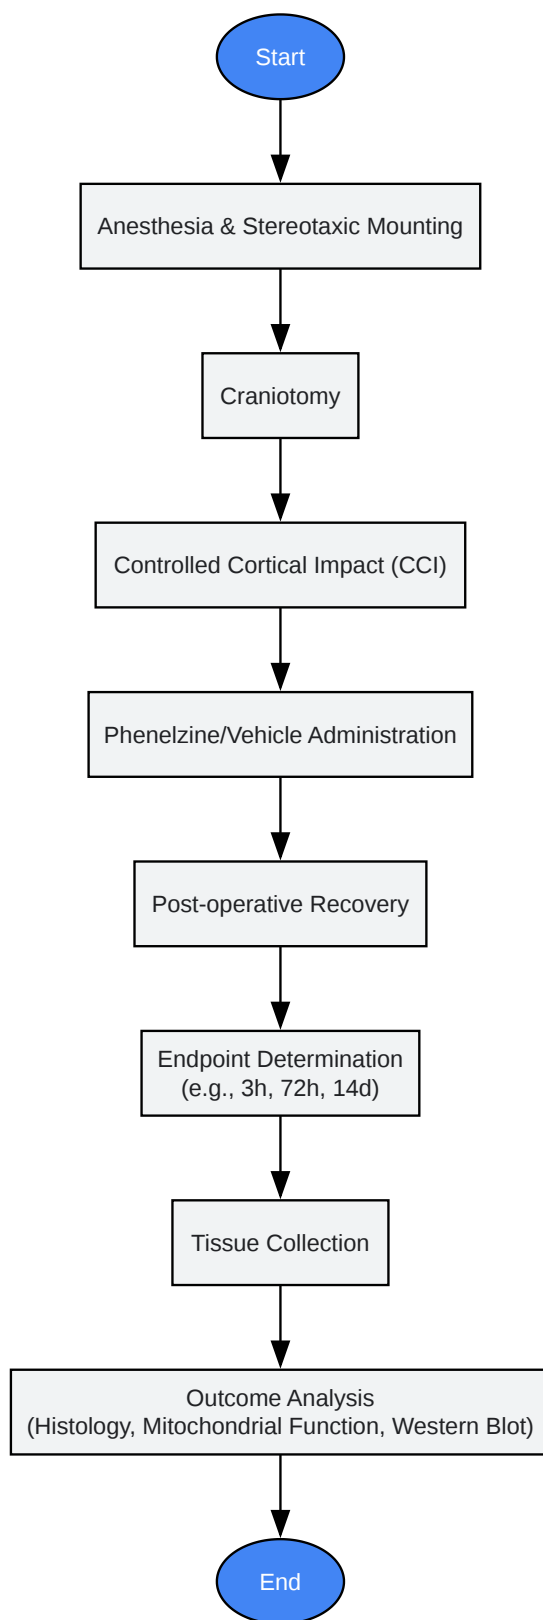 Start
Anesthesia & Stereotaxic Mounting
Craniotomy
Controlled Cortical Impact (CCI)
Phenelzine/Vehicle Administration
Post-operative Recovery
Endpoint Determination
(e.g., 3h, 72h, 14d)
Tissue Collection
Outcome Analysis
(Histology, Mitochondrial Function, Western Blot)
End